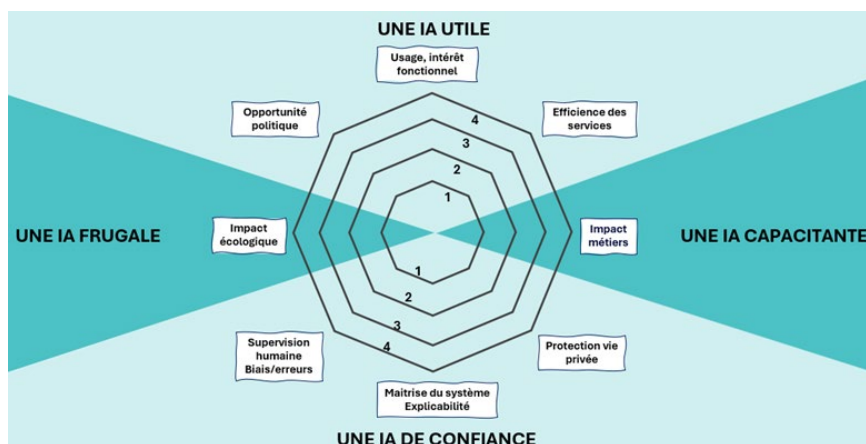 UNE IA UTILE
Usage, intérêt
fonctionnel
Opportunité
politique
4
Efficience des
services
3
2
1
UNE IA FRUGALE
Impact
écologique
Impact
métiers
UNE IA CAPACITANTE
1
2
3
4
Supervision
humaine
Biais/erreurs
Protection vie
privée
Maitrise du système
Explicabilité
UNE IA DE CONFIANCE